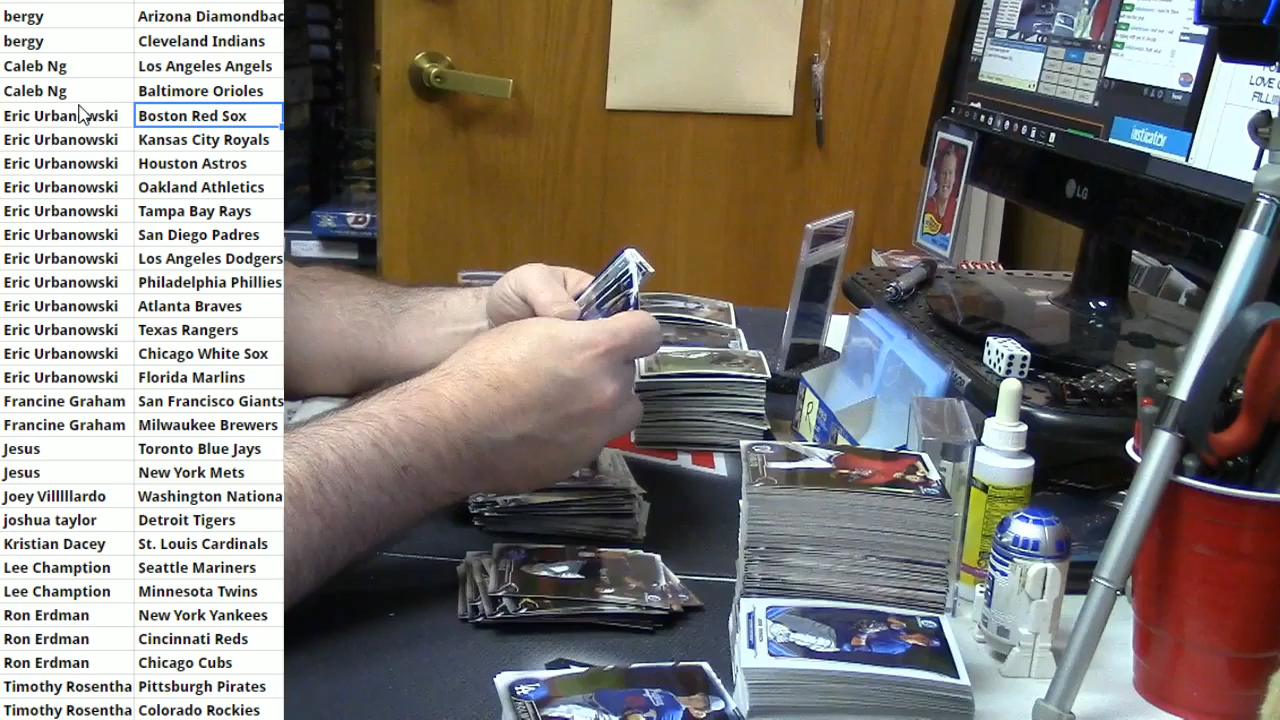 bergy Arizona Diamondbac
bergy Cleveland Indians
Caleb Ng Los Angeles Angels
Caleb Ng Baltimore Orioles
Eric Urbanowski Boston Red Sox
Eric Urbanowski Kansas City Royals
Eric Urbanowski Houston Astros
Eric Urbanowski Oakland Athletics
Eric Urbanowski Tampa Bay Rays
Eric Urbanowski San Diego Padres
Eric Urbanowski Los Angeles Dodgers
Eric Urbanowski Philadelphia Phillies
Eric Urbanowski Atlanta Braves
Eric Urbanowski Texas Rangers
Eric Urbanowski Chicago White Sox
Eric Urbanowski Florida Marlins
Francine Graham San Francisco Giants
Francine Graham Milwaukee Brewers
Jesus Toronto Blue Jays
Jesus New York Mets
Joey Villlllardo Washington Nationa
joshua taylor Detroit Tigers
Kristian Dacey St. Louis Cardinals
Lee Champion Seattle Mariners
Lee Champion Minnesota Twins
Ron Erdman New York Yankees
Ron Erdman Cincinnati Reds
Ron Erdman Chicago Cubs
Timothy Rosentha Pittsburgh Pirates
Timothy Rosentha Colorado Rockies
insticator
LG
LOVE
R